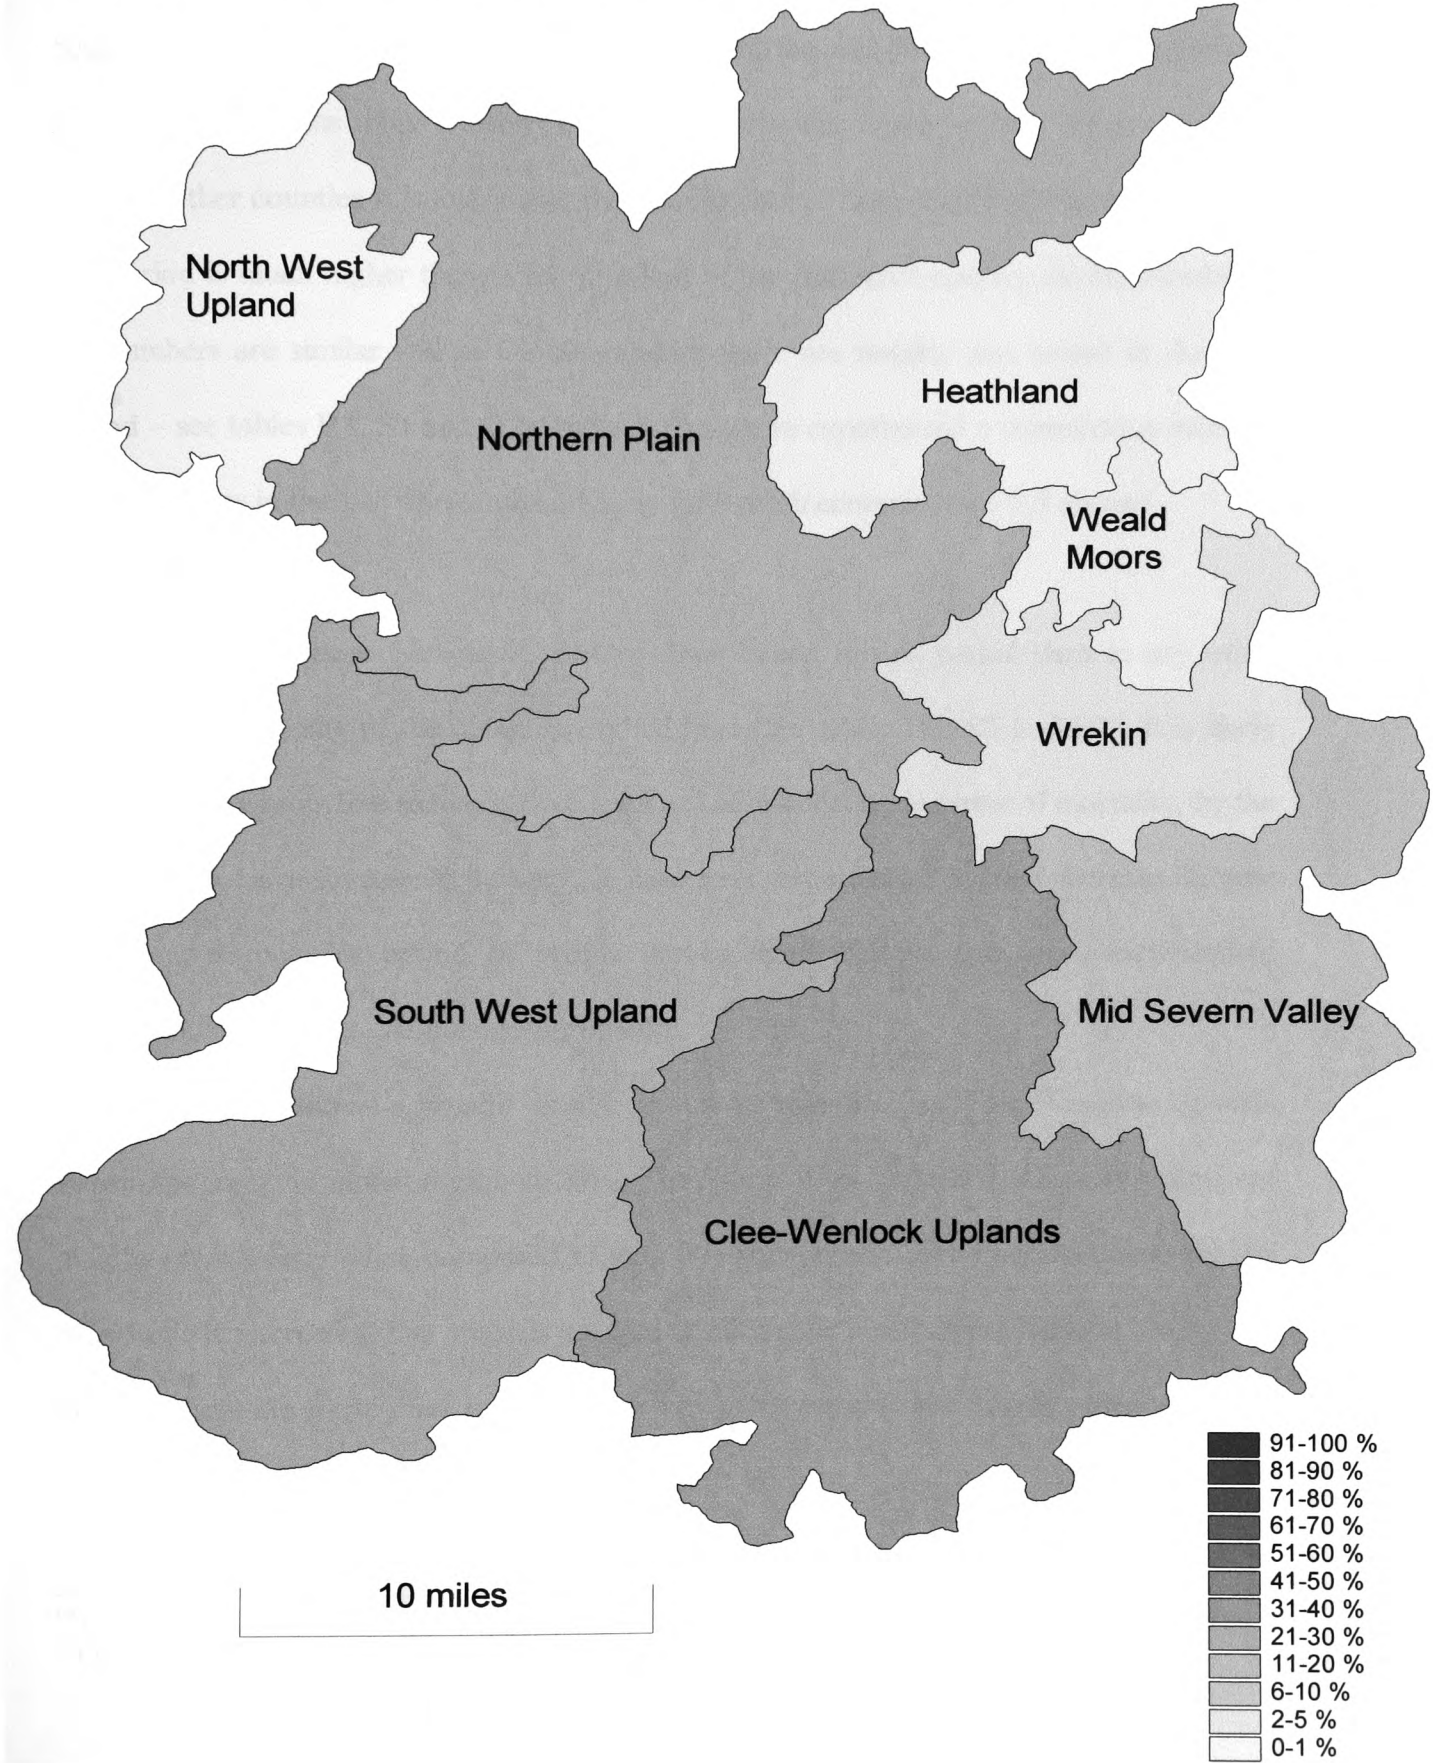 North West
Upland
Heathland
Northern Plain
Weald
Moors
Wrekin
South West Upland
Mid Severn Valley
Clee-Wenlock Uplands
91-100 %
81-90 %
71-80 %
61-70 %
51-60 %
41-50 %
31-40 %
21-30 %
11-20 %
6-10 %
2-5 %
0-1 %
10 miles